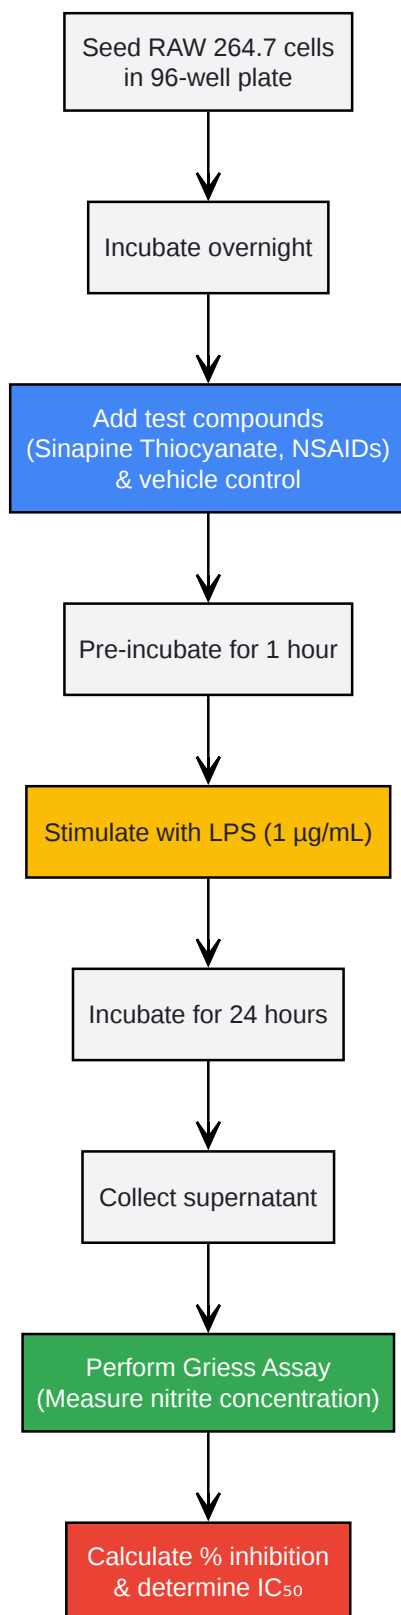 Seed RAW 264.7 cells
in 96-well plate
Incubate overnight
Add test compounds
(Sinapine Thiocyanate, NSAIDs)
& vehicle control
Pre-incubate for 1 hour
Stimulate with LPS (1 µg/mL)
Incubate for 24 hours
Collect supernatant
Perform Griess Assay
(Measure nitrite concentration)
Calculate % inhibition
& determine IC₅₀